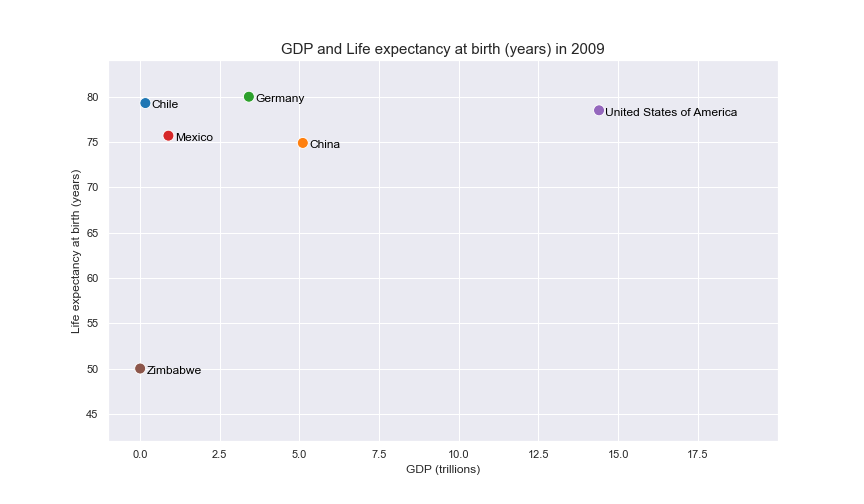 GDP and Life expectancy at birth (years) in 2009
Life expectancy at birth (years)
80
75
70
65
60
55
50
45
Chile
Germany
United States of America
Mexico
China
Zimbabwe
0.0 2.5 5.0 7.5 10.0 12.5 15.0 17.5
GDP (trillions)